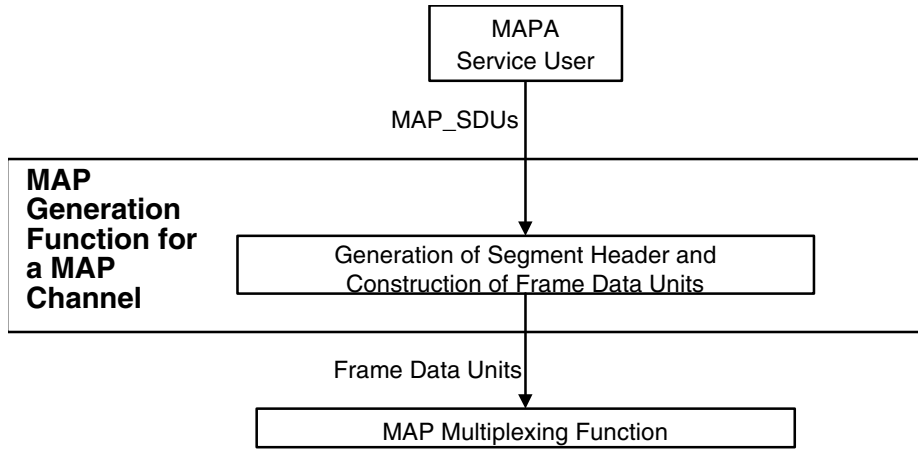 MAPA
Service User
MAP_SDUs
MAP
Generation
Function for
a MAP
Channel
Generation of Segment Header and
Construction of Frame Data Units
Frame Data Units
MAP Multiplexing Function